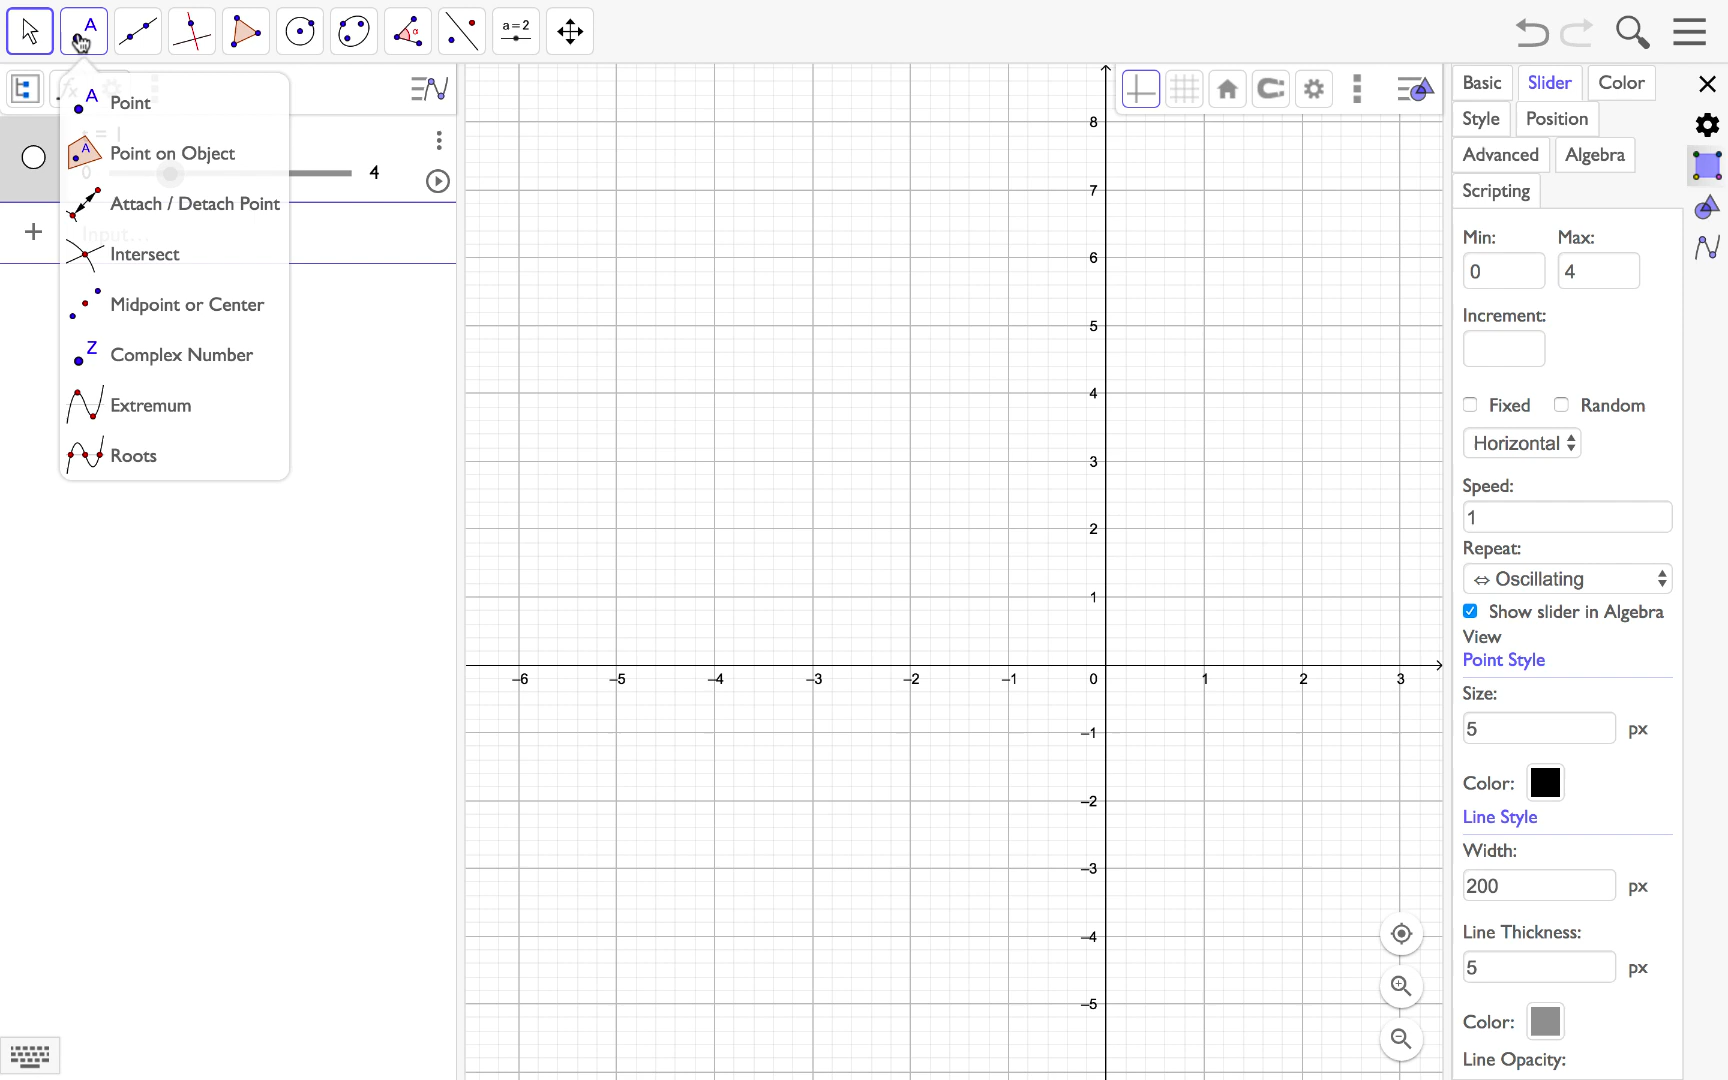 A
α
a=2
A Point
t = 1
A Point on Object
0 4
Attach / Detach Point
Input...
Intersect
Midpoint or Center
Z Complex Number
Extremum
Roots
8
7
6
5
4
3
2
1
–6 –5 –4 –3 –2 –1 0 1 2 3
–1
–2
–3
–4
–5
Basic Slider Color
Style Position
Advanced Algebra
Scripting
Min: Max:
0 4
Increment:
Fixed Random
Horizontal
Speed:
1
Repeat:
⇔ Oscillating
Show slider in Algebra
View
Point Style
Size:
5 px
Color:
Line Style
Width:
200 px
Line Thickness:
5 px
Color:
Line Opacity: